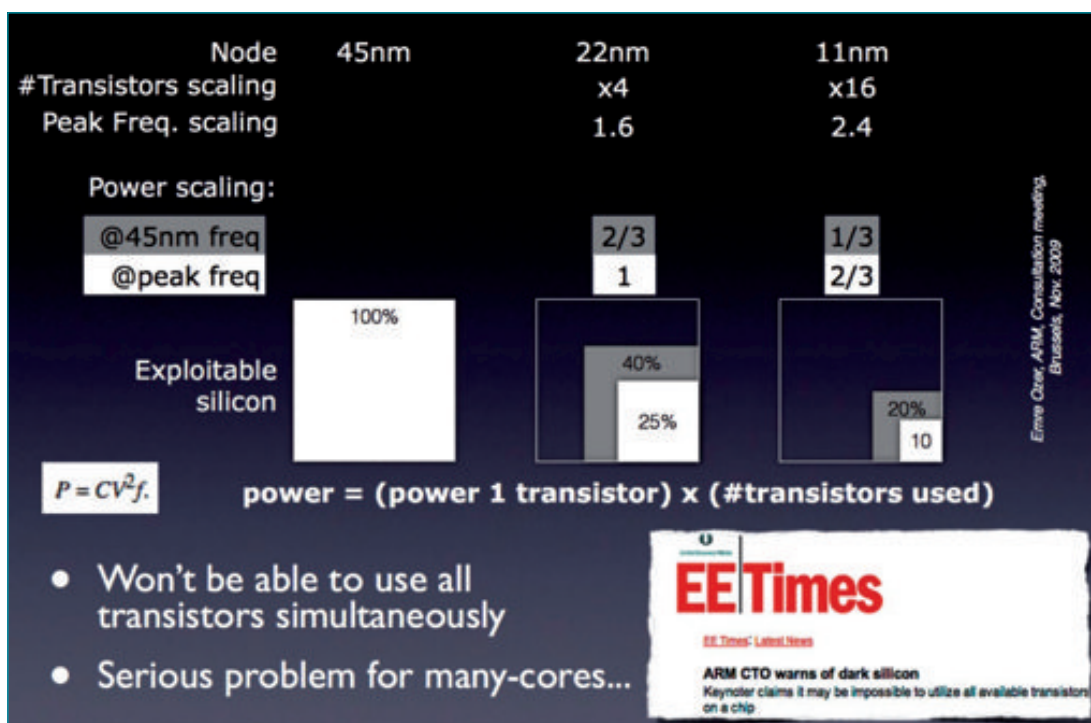 Node 45nm 22nm 11nm
#Transistors scaling x4 x16
Peak Freq. scaling 1.6 2.4
Power scaling:
@45nm freq 2/3 1/3
@peak freq 1 2/3
Exploitable
silicon
100%
40%
25%
20%
10
Emre Ozer, ARM, Consultation meeting,
Brussels, Nov. 2009
P = CV²f.
power = (power 1 transistor) x (#transistors used)
● Won't be able to use all
transistors simultaneously
● Serious problem for many-cores...
EE Times
EE Times: Latest News
ARM CTO warns of dark silicon
Keynoter claims it may be impossible to utilize all available transistors
on a chip